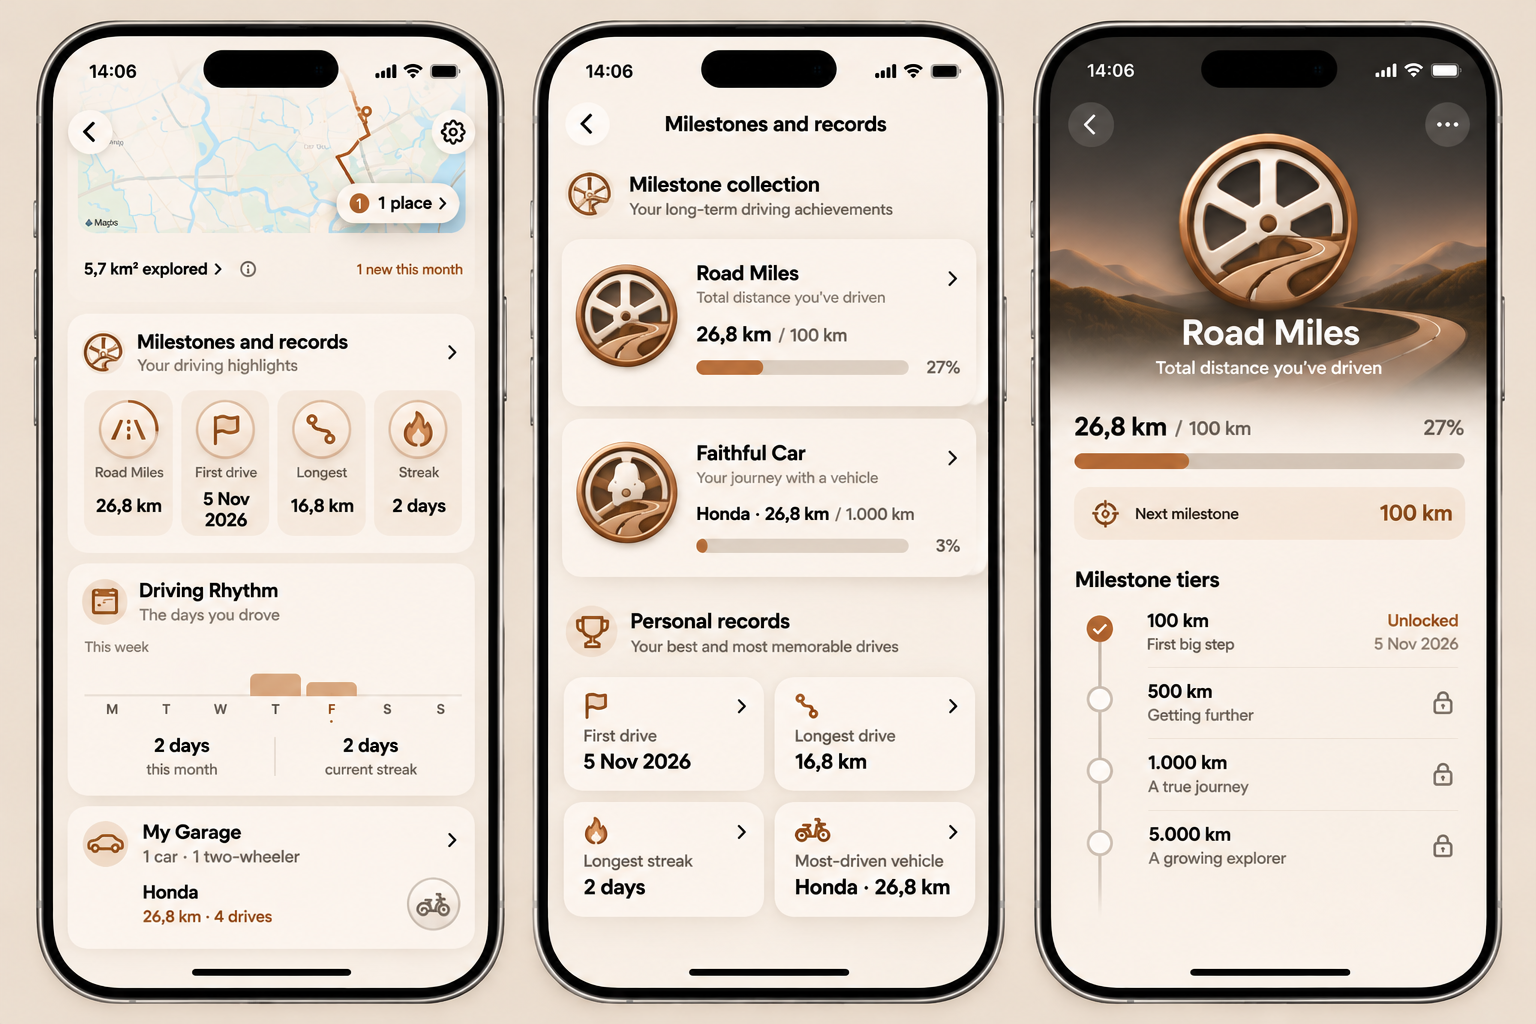 14:06
1 1 place
Maps
5,7 km² explored
1 new this month
Milestones and records
Your driving highlights
Road Miles
26,8 km
First drive
5 Nov
2026
Longest
16,8 km
Streak
2 days
Driving Rhythm
The days you drove
This week
M T W T F S S
2 days
this month
2 days
current streak
My Garage
1 car · 1 two-wheeler
Honda
26,8 km · 4 drives
14:06
Milestones and records
Milestone collection
Your long-term driving achievements
Road Miles
Total distance you've driven
26,8 km / 100 km
27%
Faithful Car
Your journey with a vehicle
Honda · 26,8 km / 1.000 km
3%
Personal records
Your best and most memorable drives
First drive
5 Nov 2026
Longest drive
16,8 km
Longest streak
2 days
Most-driven vehicle
Honda · 26,8 km
14:06
Road Miles
Total distance you've driven
26,8 km / 100 km
27%
Next milestone
100 km
Milestone tiers
100 km
First big step
Unlocked
5 Nov 2026
500 km
Getting further
1.000 km
A true journey
5.000 km
A growing explorer